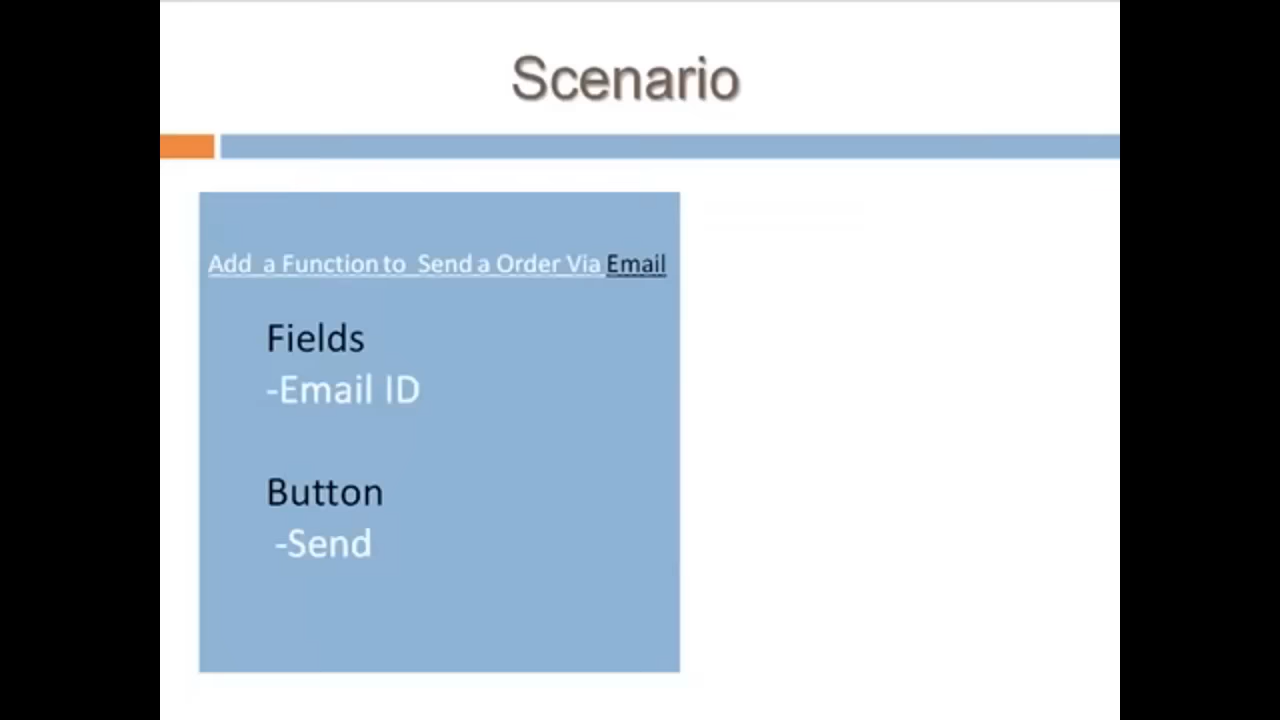 Scenario
Add a Function to Send a Order Via Email
Fields
-Email ID
Button
-Send